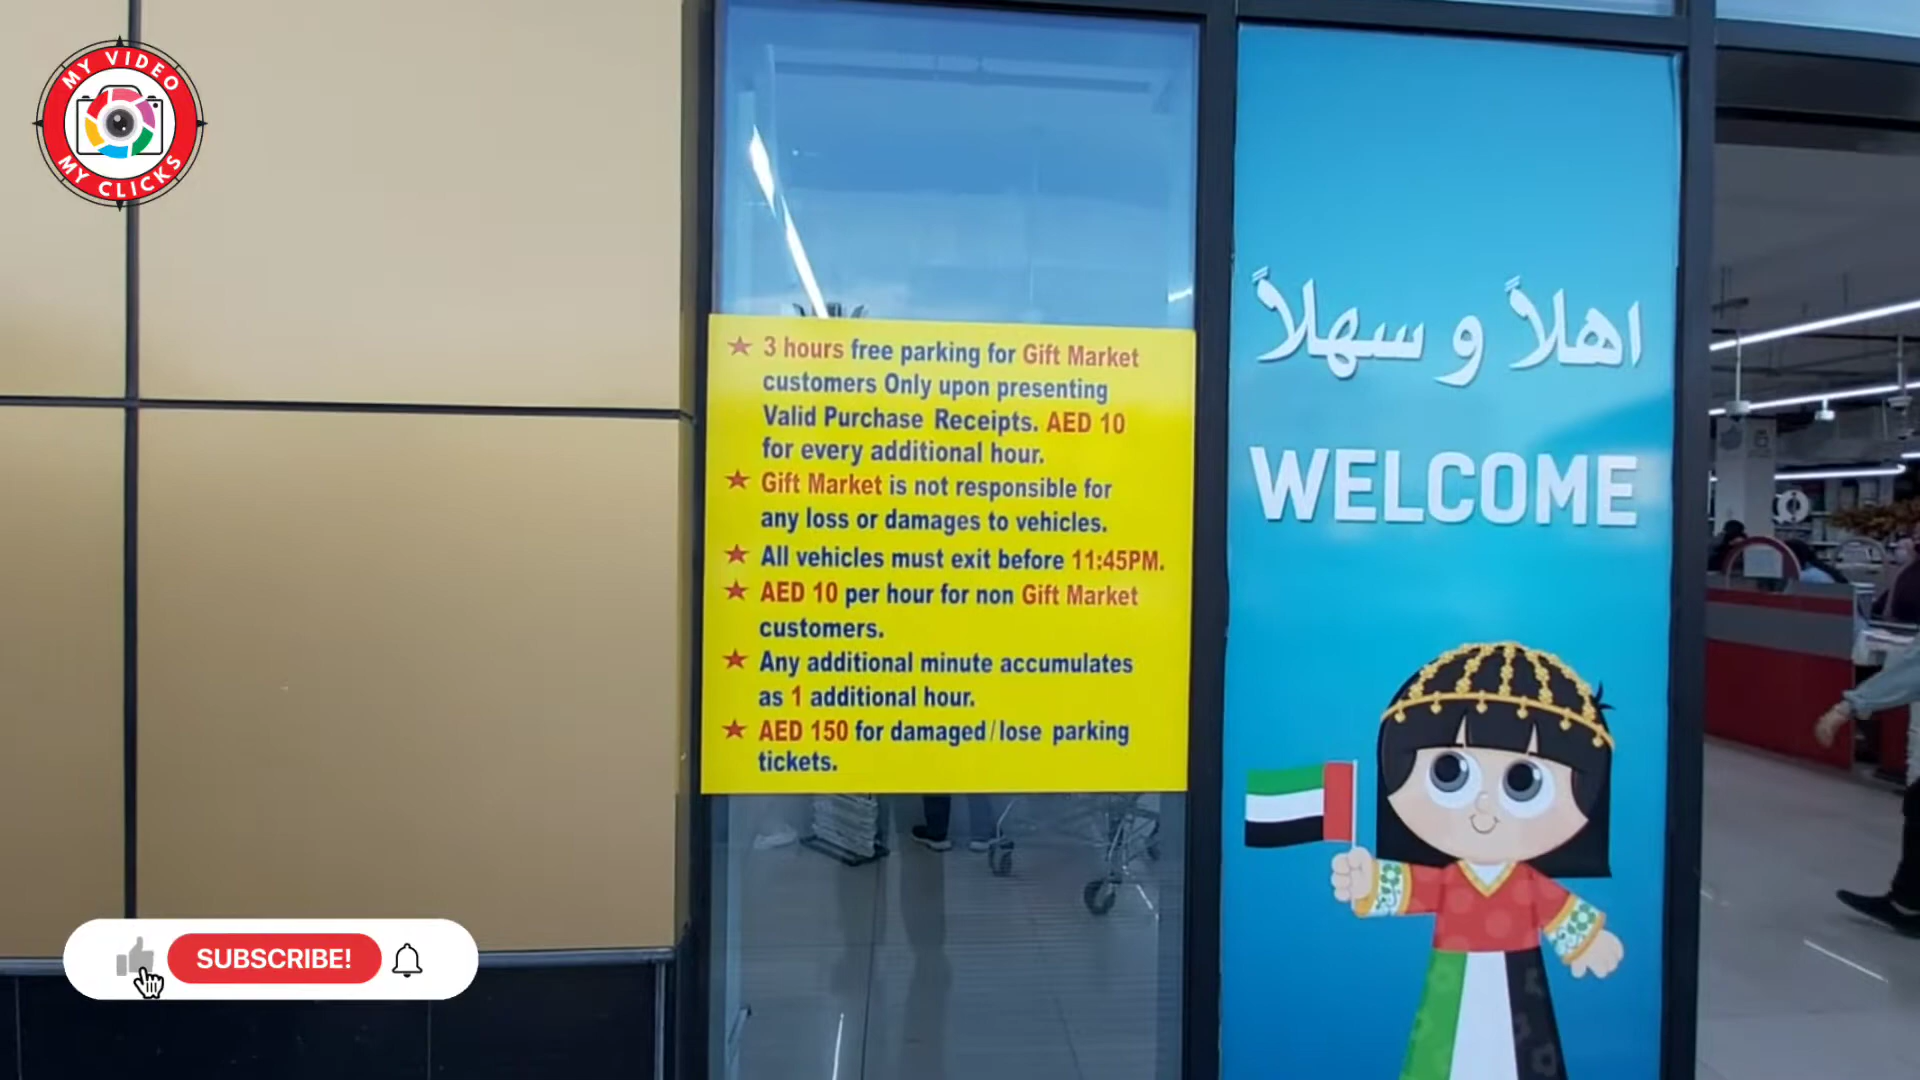 MY VIDEO
MY CLICKS
★ 3 hours free parking for Gift Market
customers Only upon presenting
Valid Purchase Receipts. AED 10
for every additional hour.
★ Gift Market is not responsible for
any loss or damages to vehicles.
★ All vehicles must exit before 11:45PM.
★ AED 10 per hour for non Gift Market
customers.
★ Any additional minute accumulates
as 1 additional hour.
★ AED 150 for damaged/lose parking
tickets.
اهلاً و سهلاً
WELCOME
SUBSCRIBE!